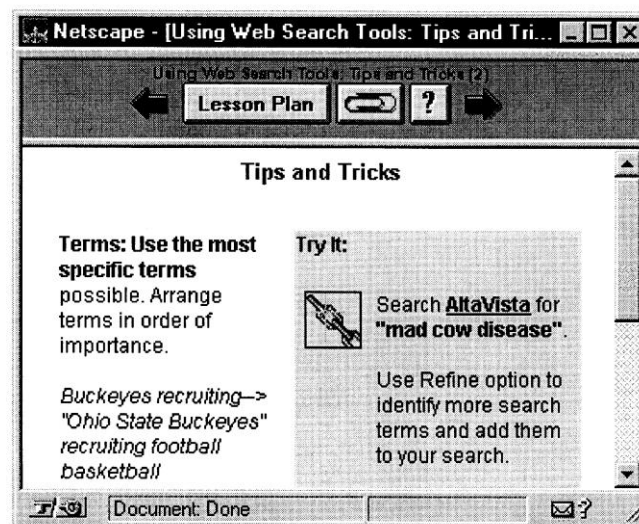 Netscape - [Using Web Search Tools: Tips and Tri...
Using Web Search Tools: Tips and Tricks (2)
Lesson Plan
?
Tips and Tricks
Terms: Use the most
specific terms
possible. Arrange
terms in order of
importance.
Buckeyes recruiting-->
"Ohio State Buckeyes"
recruiting football
basketball
Try It:
Search AltaVista for
"mad cow disease".
Use Refine option to
identify more search
terms and add them
to your search.
Document: Done
?